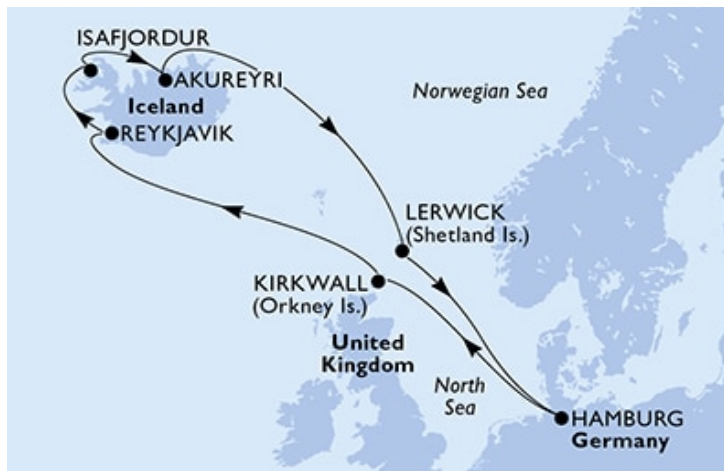 ISAFJORDUR
AKUREYRI
Iceland
REYKJAVIK
Norwegian Sea
LERWICK
(Shetland Is.)
KIRKWALL
(Orkney Is.)
United
Kingdom
North
Sea
HAMBURG
Germany